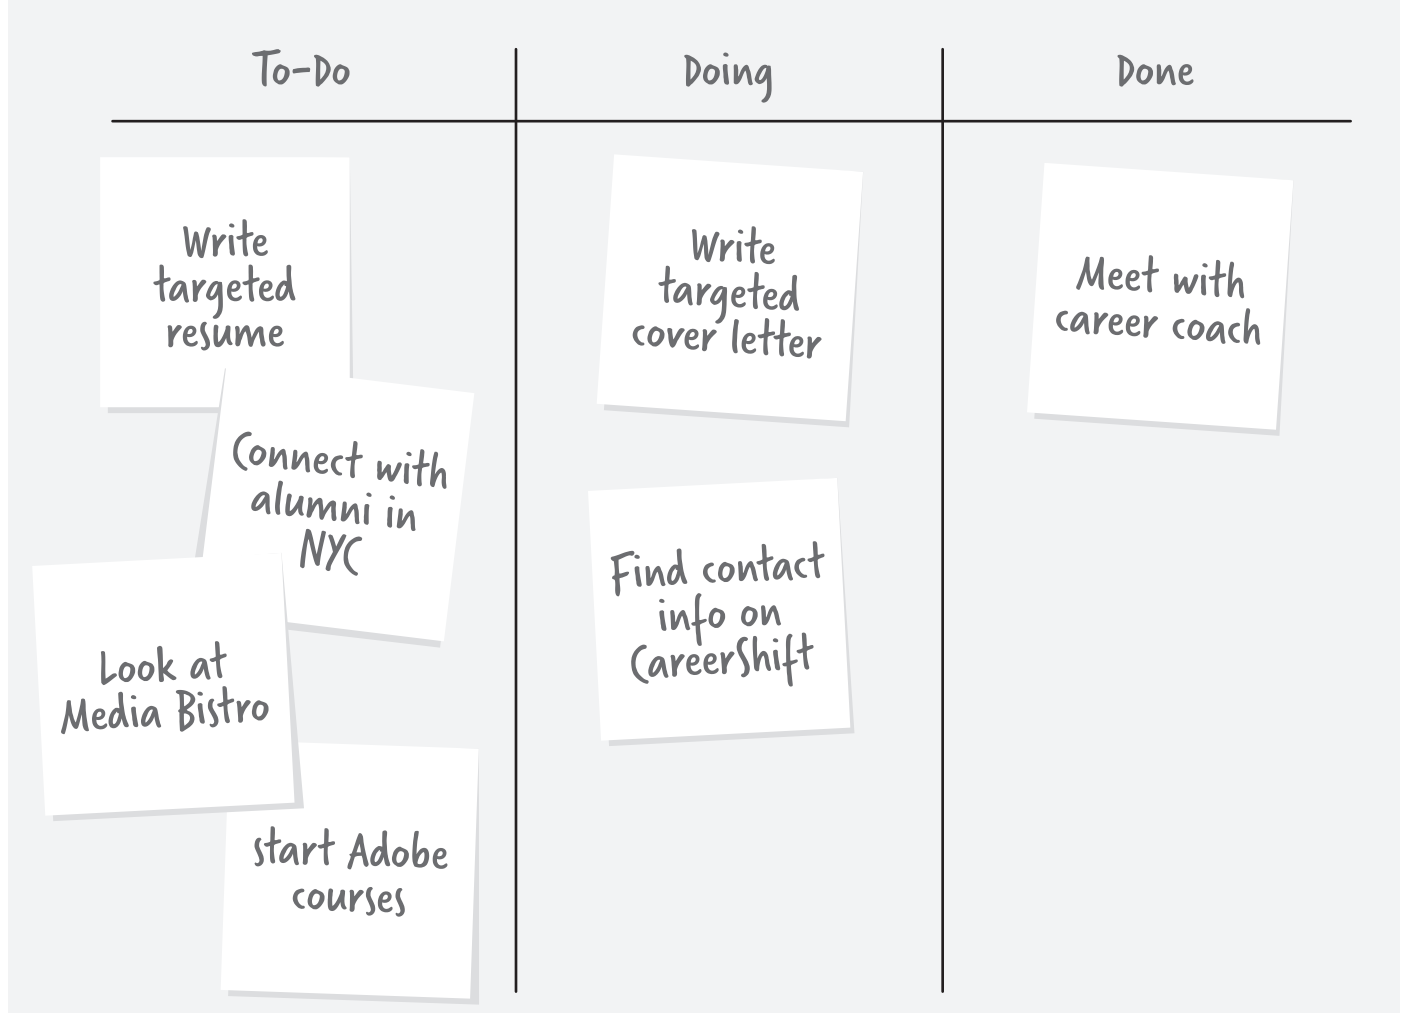 To-Do
Doing
Done
Write
targeted
resume
Connect with
alumni in
NYC
Look at
Media Bistro
start Adobe
courses
Write
targeted
cover letter
Find contact
info on
CareerShift
Meet with
career coach